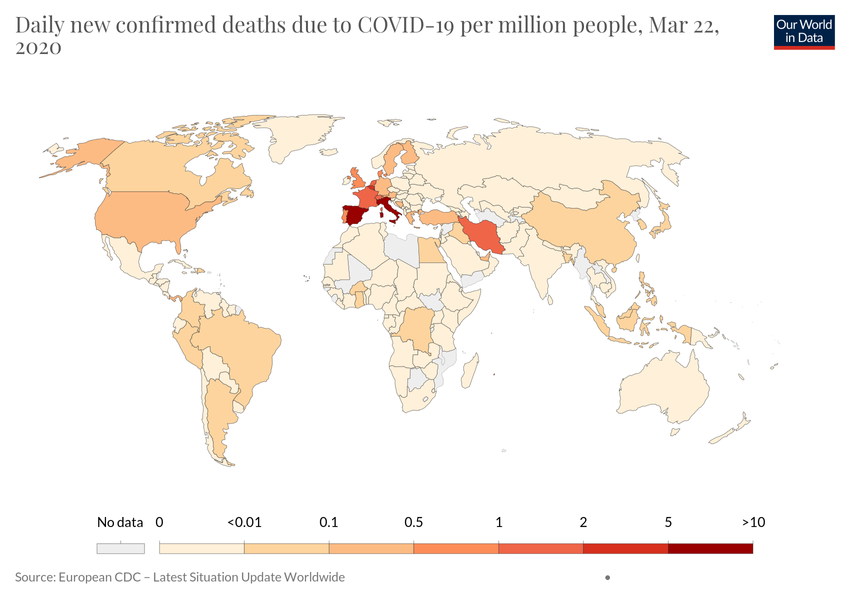 Daily new confirmed deaths due to COVID-19 per million people, Mar 22,
2020
Our World
in Data
No data 0 <0.01 0.1 0.5 1 2 5 >10
Source: European CDC – Latest Situation Update Worldwide